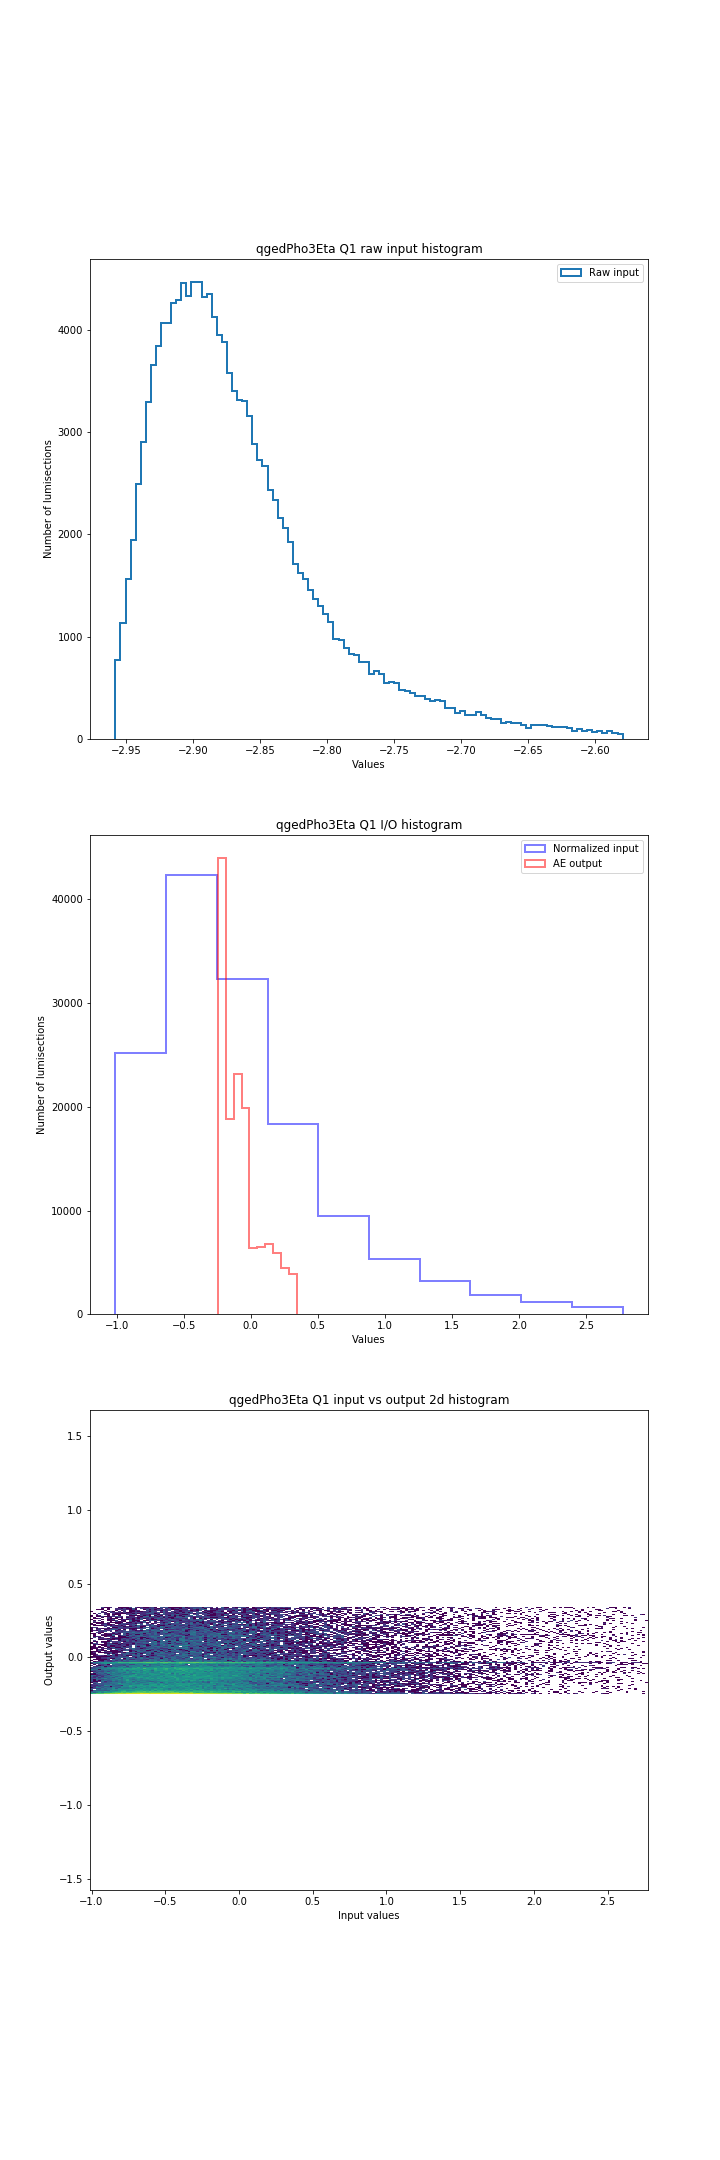 qgedPho3Eta Q1 raw input histogram
Raw input
Number of lumisections
4000
3000
2000
1000
0
−2.95 −2.90 −2.85 −2.80 −2.75 −2.70 −2.65 −2.60
Values
qgedPho3Eta Q1 I/O histogram
Normalized input
AE output
Number of lumisections
40000
30000
20000
10000
0
−1.0 −0.5 0.0 0.5 1.0 1.5 2.0 2.5
Values
qgedPho3Eta Q1 input vs output 2d histogram
Output values
1.5
1.0
0.5
0.0
−0.5
−1.0
−1.5
−1.0 −0.5 0.0 0.5 1.0 1.5 2.0 2.5
Input values